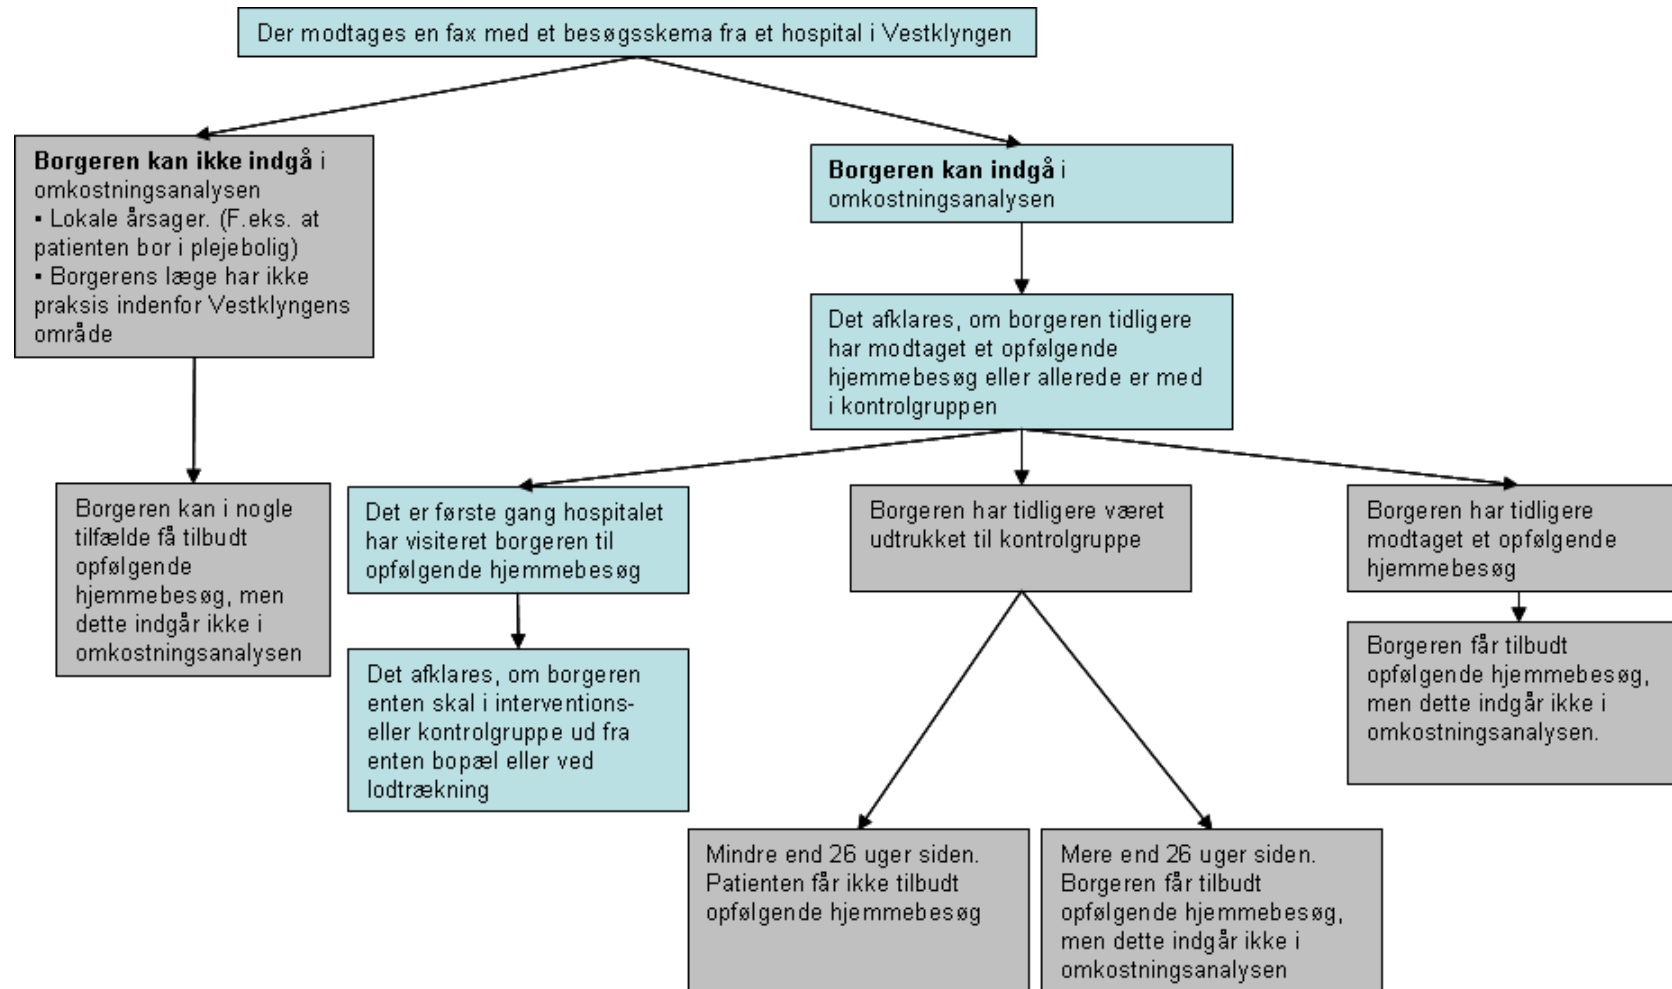 Der modtages en fax med et besøgsskema fra et hospital i Vestklyngen
Borgeren kan ikke indgå i
omkostningsanalysen
▪ Lokale årsager. (F.eks. at
patienten bor i plejebolig)
▪ Borgerens læge har ikke
praksis indenfor Vestklyngens
område
Borgeren kan indgå i
omkostningsanalysen
Det afklares, om borgeren tidligere
har modtaget et opfølgende
hjemmebesøg eller allerede er med
i kontrolgruppen
Borgeren kan i nogle
tilfælde få tilbudt
opfølgende
hjemmebesøg, men
dette indgår ikke i
omkostningsanalysen
Det er første gang hospitalet
har visiteret borgeren til
opfølgende hjemmebesøg
Borgeren har tidligere været
udtrukket til kontrolgruppe
Borgeren har tidligere
modtaget et opfølgende
hjemmebesøg
Det afklares, om borgeren
enten skal i interventions-
eller kontrolgruppe ud fra
enten bopæl eller ved
lodtrækning
Borgeren får tilbudt
opfølgende hjemmebesøg,
men dette indgår ikke i
omkostningsanalysen.
Mindre end 26 uger siden.
Patienten får ikke tilbudt
opfølgende hjemmebesøg
Mere end 26 uger siden.
Borgeren får tilbudt
opfølgende hjemmebesøg,
men dette indgår ikke i
omkostningsanalysen